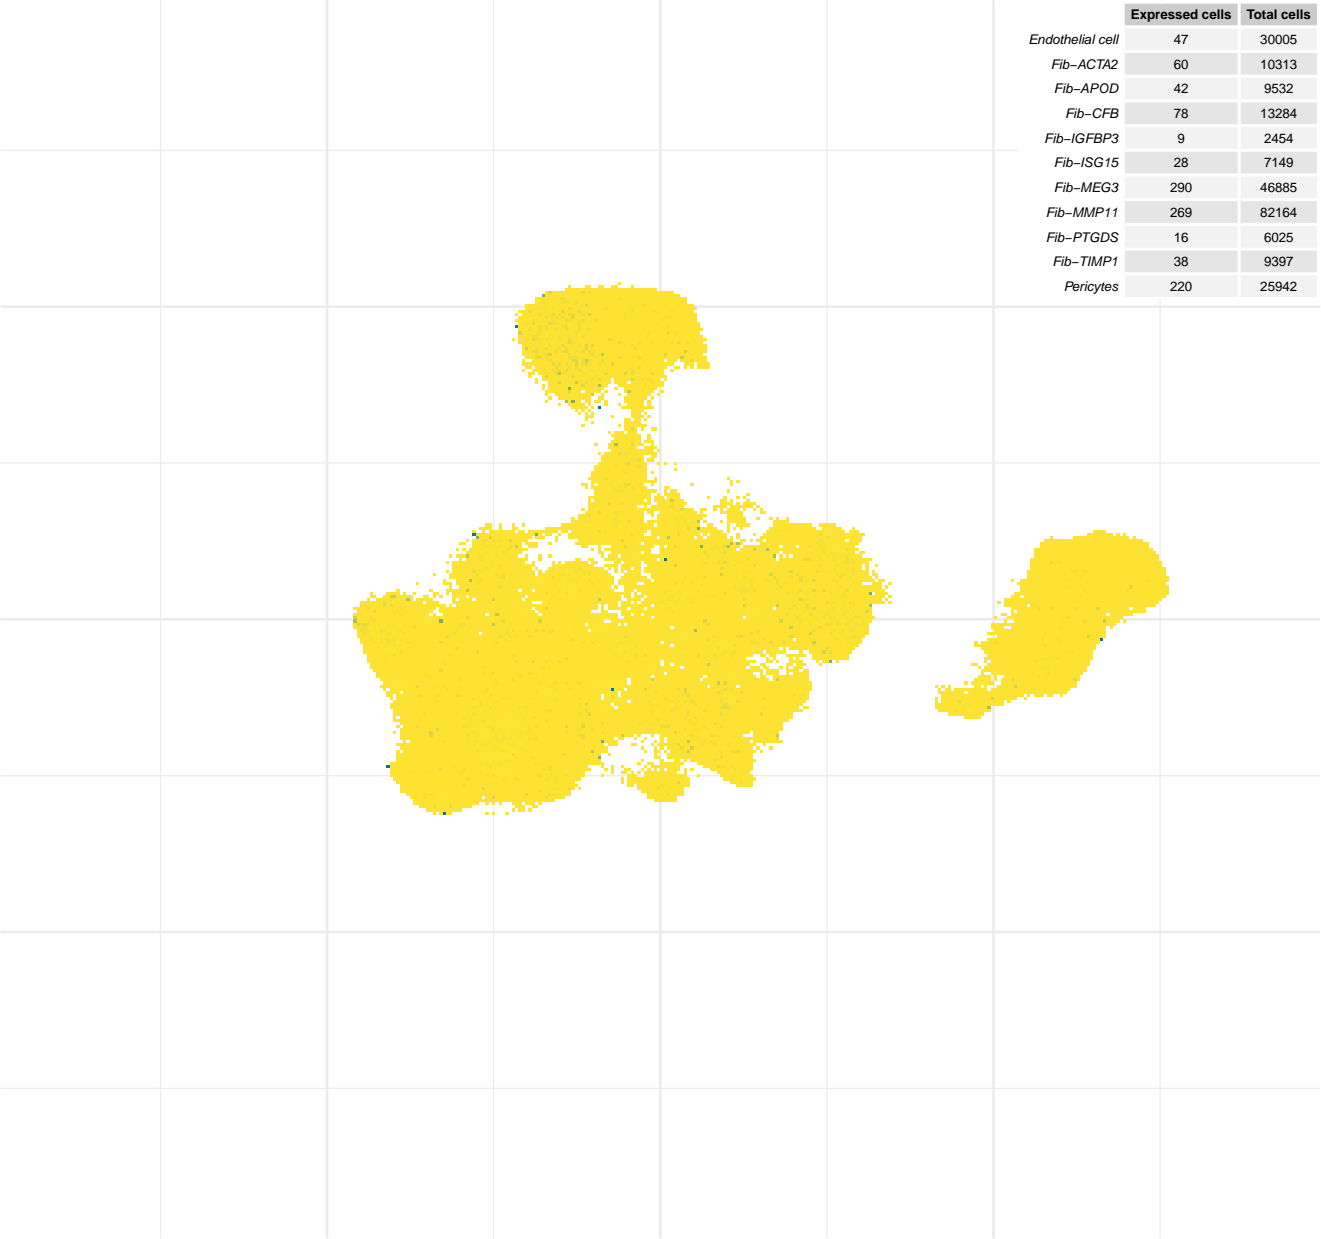 Expressed cells Total cells
Endothelial cell 47 30005
Fib−ACTA2 60 10313
Fib−APOD 42 9532
Fib−CFB 78 13284
Fib−IGFBP3 9 2454
Fib−ISG15 28 7149
Fib−MEG3 290 46885
Fib−MMP11 269 82164
Fib−PTGDS 16 6025
Fib−TIMP1 38 9397
Pericytes 220 25942